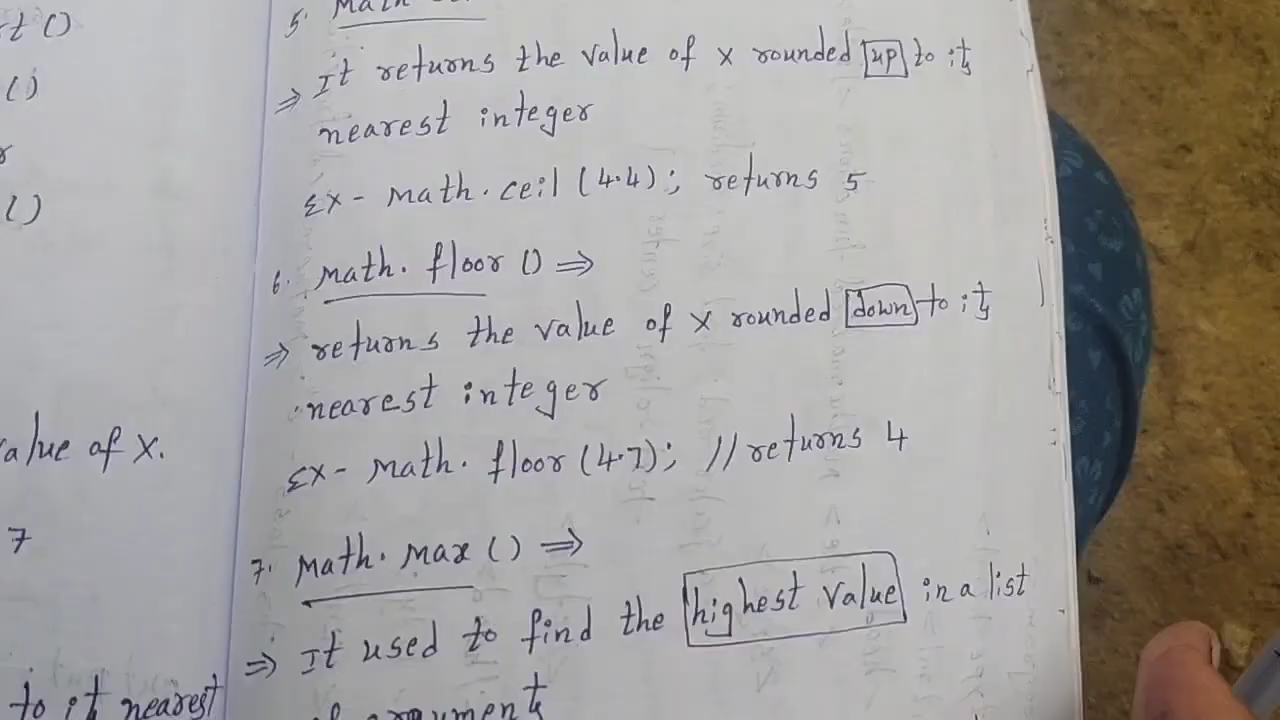 rt ()
()
()
alue of x.
7
to it nearest
5. Math
⇒ It returns the value of x rounded up to its
nearest integer
Ex - math.ceil (4.4); returns 5
6. Math. floor () ⇒
⇒ returns the value of x rounded down to its
nearest integer
Ex - math. floor (4.7); //returns 4
7. Math. max () ⇒
⇒ It used to find the highest value in a list
of arguments